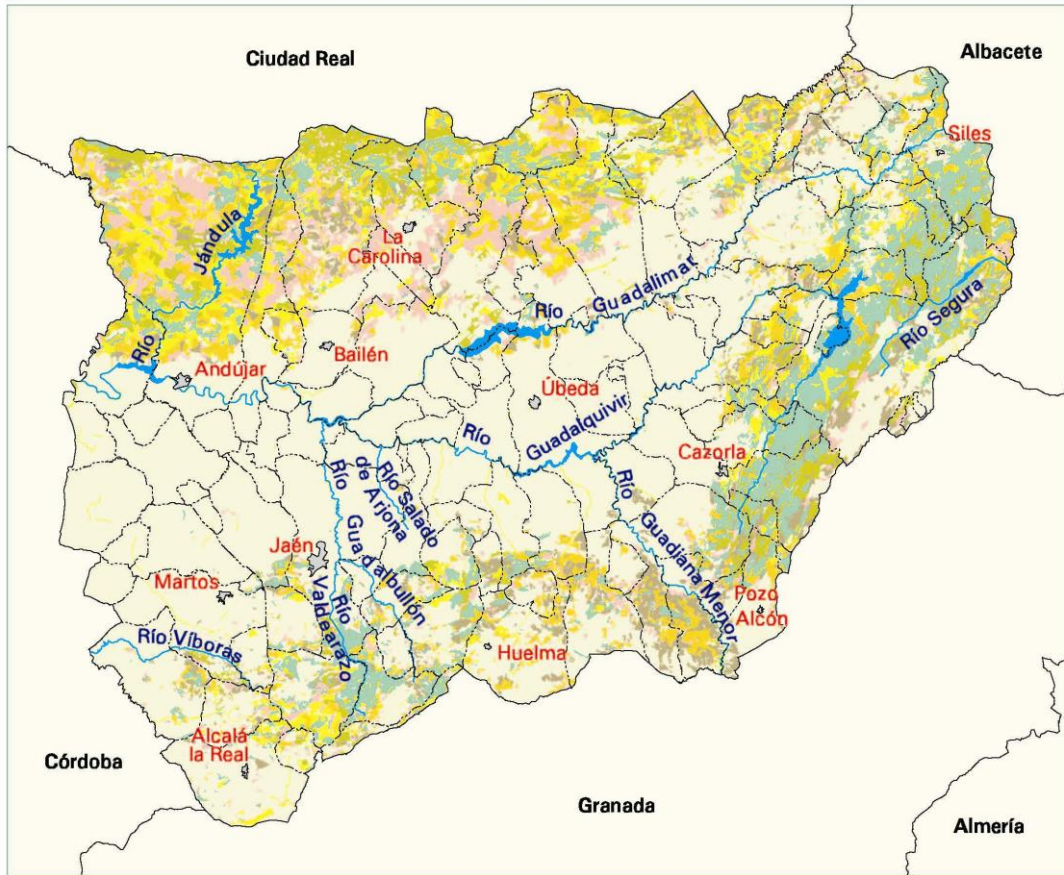 Ciudad Real
Albacete
Siles
Río Jándula
La
Carolina
Río Guadalimar
Río Segura
Bailén
Andújar
Úbeda
Río Guadalquivir
Cazorla
Río Salado
de Arjona
Río Guadalbullón
Jaén
Río Valdearazo
Martos
Río Guadiana Menor
Pozo
Alcón
Río Víboras
Huelma
Alcalá
la Real
Córdoba
Granada
Almería